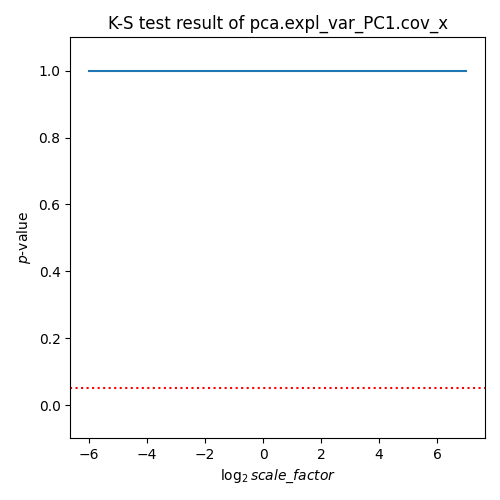 K-S test result of pca.expl_var_PC1.cov_x
1.0
0.8
0.6
0.4
0.2
0.0
p-value
−6 −4 −2 0 2 4 6
log₂ scale_factor